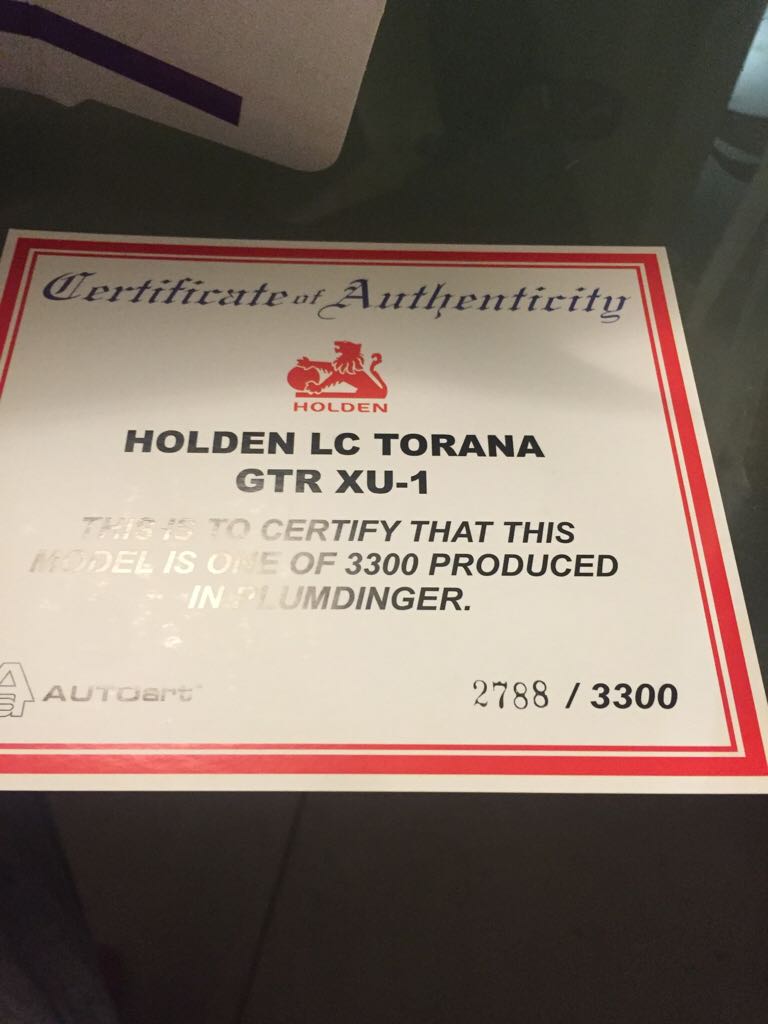 Certificate of Authenticity
HOLDEN
HOLDEN LC TORANA
GTR XU-1
THIS IS TO CERTIFY THAT THIS
MODEL IS ONE OF 3300 PRODUCED
IN PLUMDINGER.
AUTOart
2788 / 3300